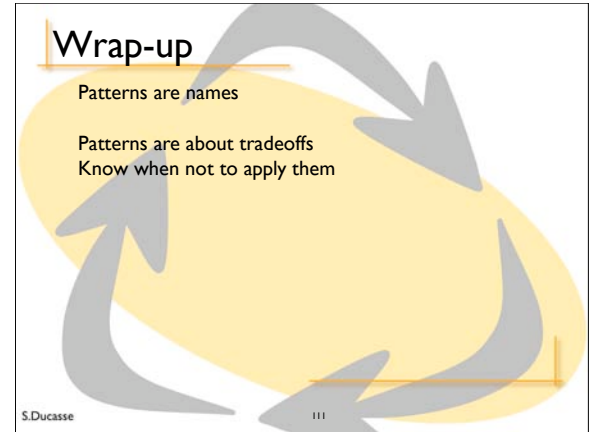 Wrap-up
Patterns are names
Patterns are about tradeoffs
Know when not to apply them
S.Ducasse
111